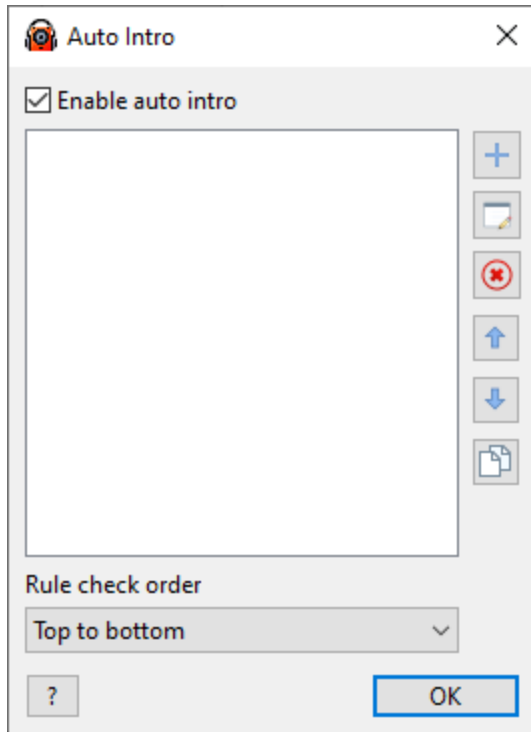 Auto Intro
Enable auto intro
Rule check order
Top to bottom
?
OK